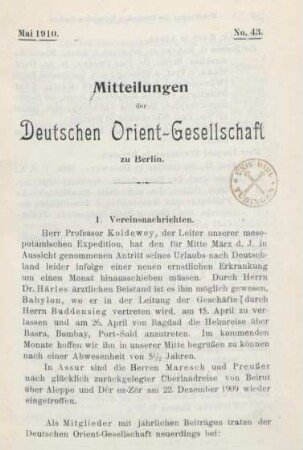 Mai 1910.
No. 43.
Mitteilungen
der
Deutschen Orient-Gesellschaft
zu Berlin.
I. Vereinsnachrichten.
Herr Professor Koldewey, der Leiter unserer meso-
potamischen Expedition, hat den für Mitte März d. J. in
Aussicht genommenen Antritt seines Urlaubs nach Deutsch-
land leider infolge einer neuen ernstlichen Erkrankung
um einen Monat hinausschieben müssen. Durch Herrn
Dr. Härles ärztlichen Beistand ist es ihm möglich gewesen,
Babylon, wo er in der Leitung der Geschäfte durch
Herrn Buddensieg vertreten wird, am 15. April zu ver-
lassen und am 26. April von Bagdad die Heimreise über
Basra, Bombay, Port-Said anzutreten. Im kommenden
Monate hoffen wir ihn in unserer Mitte begrüßen zu können
nach einer Abwesenheit von 5½ Jahren.
In Assur sind die Herren Maresch und Preußer
nach glücklich zurückgelegter Überlandreise von Beirut
über Aleppo und Dêr ez-Zôr am 22. Dezember 1909 wieder
eingetroffen.
Als Mitglieder mit jährlichen Beiträgen traten der
Deutschen Orient-Gesellschaft neuerdings bei: